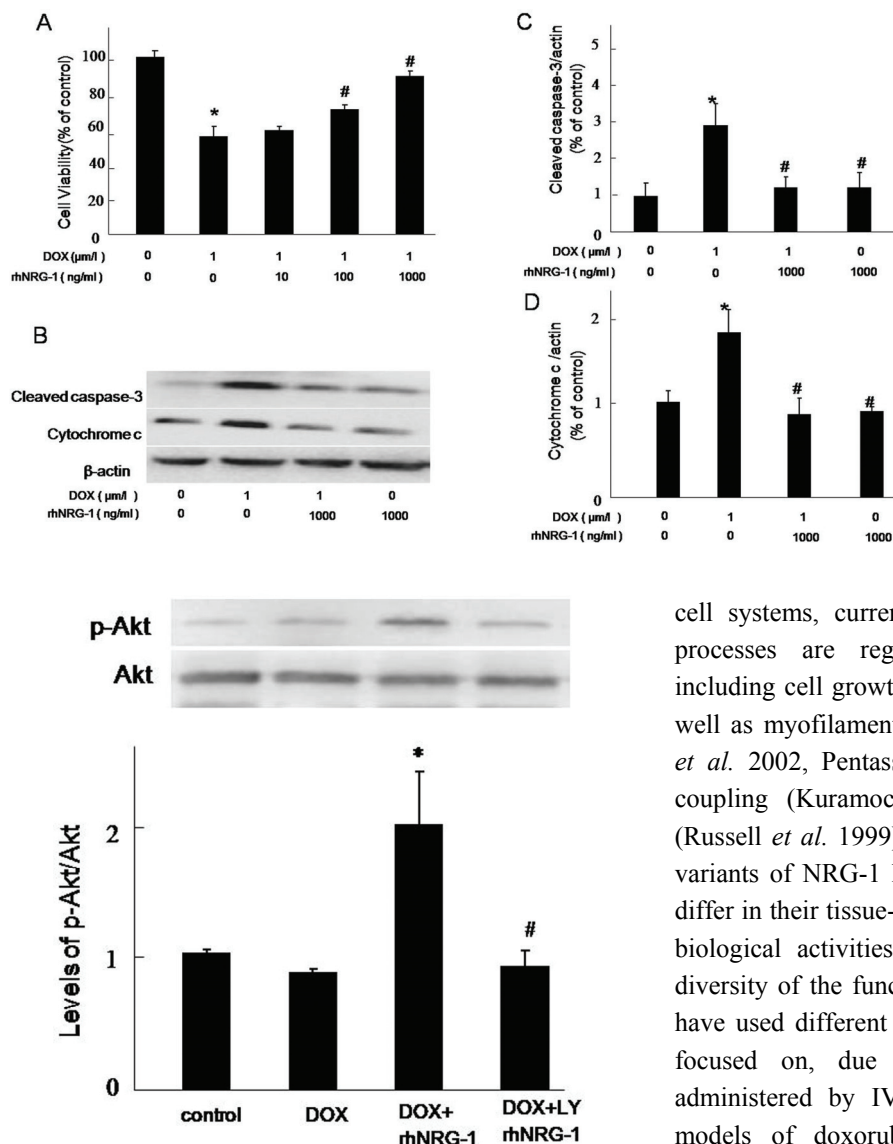 A
Cell Viability(% of control)
100
80
60
40
20
0
*
#
#
DOX (μm/l) 0 1 1 1 1
rhNRG-1 ( ng/ml ) 0 0 10 100 1000
B
Cleaved caspase-3
Cytochrome c
β-actin
DOX ( μm/l ) 0 1 1 0
rhNRG-1 ( ng/ml ) 0 0 1000 1000
C
Cleaved caspase-3/actin
(% of control)
5
4
3
2
1
0
*
#
#
DOX (μm/l ) 0 1 1 0
rhNRG-1 ( ng/ml ) 0 0 1000 1000
D
Cytochrome c /actin
(% of control)
2
1
0
*
#
#
DOX ( μm/l ) 0 1 1 0
rhNRG-1 ( ng/ml ) 0 0 1000 1000
p-Akt
Akt
Levels of p-Akt/Akt
2
1
0
*
#
control DOX DOX+ DOX+LY
rhNRG-1 rhNRG-1
cell systems, curren
processes are reg
including cell growt
well as myofilament
et al. 2002, Pentass
coupling (Kuramoc
(Russell et al. 1999)
variants of NRG-1
differ in their tissue-
biological activities
diversity of the func
have used different
focused on, due
administered by IV
models of doxorul